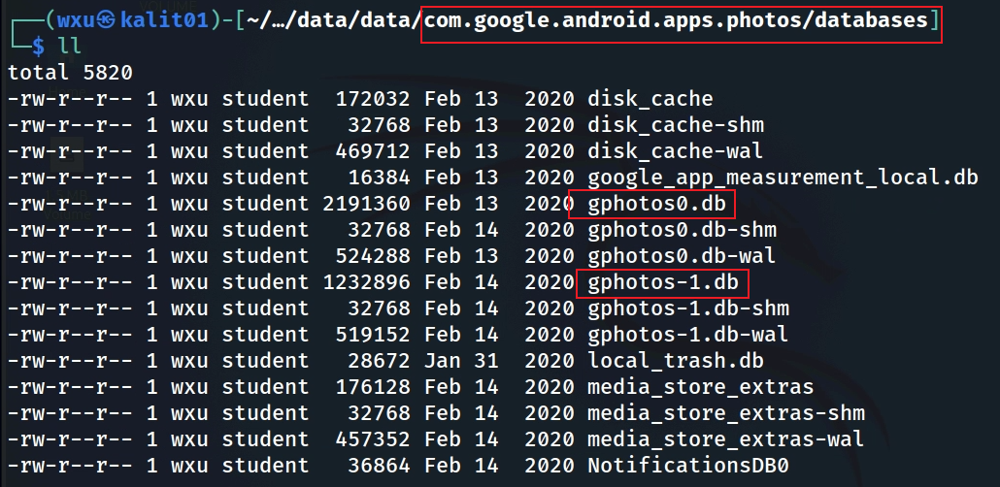 ┌──(wxu㉿kalit01)-[~/…/data/data/com.google.android.apps.photos/databases]
└─$ ll
total 5820
-rw-r--r-- 1 wxu student  172032 Feb 13  2020 disk_cache
-rw-r--r-- 1 wxu student   32768 Feb 13  2020 disk_cache-shm
-rw-r--r-- 1 wxu student  469712 Feb 13  2020 disk_cache-wal
-rw-r--r-- 1 wxu student   16384 Feb 13  2020 google_app_measurement_local.db
-rw-r--r-- 1 wxu student 2191360 Feb 13  2020 gphotos0.db
-rw-r--r-- 1 wxu student   32768 Feb 14  2020 gphotos0.db-shm
-rw-r--r-- 1 wxu student  524288 Feb 13  2020 gphotos0.db-wal
-rw-r--r-- 1 wxu student 1232896 Feb 14  2020 gphotos-1.db
-rw-r--r-- 1 wxu student   32768 Feb 14  2020 gphotos-1.db-shm
-rw-r--r-- 1 wxu student  519152 Feb 14  2020 gphotos-1.db-wal
-rw-r--r-- 1 wxu student   28672 Jan 31  2020 local_trash.db
-rw-r--r-- 1 wxu student  176128 Feb 14  2020 media_store_extras
-rw-r--r-- 1 wxu student   32768 Feb 14  2020 media_store_extras-shm
-rw-r--r-- 1 wxu student  457352 Feb 14  2020 media_store_extras-wal
-rw-r--r-- 1 wxu student   36864 Feb 14  2020 NotificationsDB0